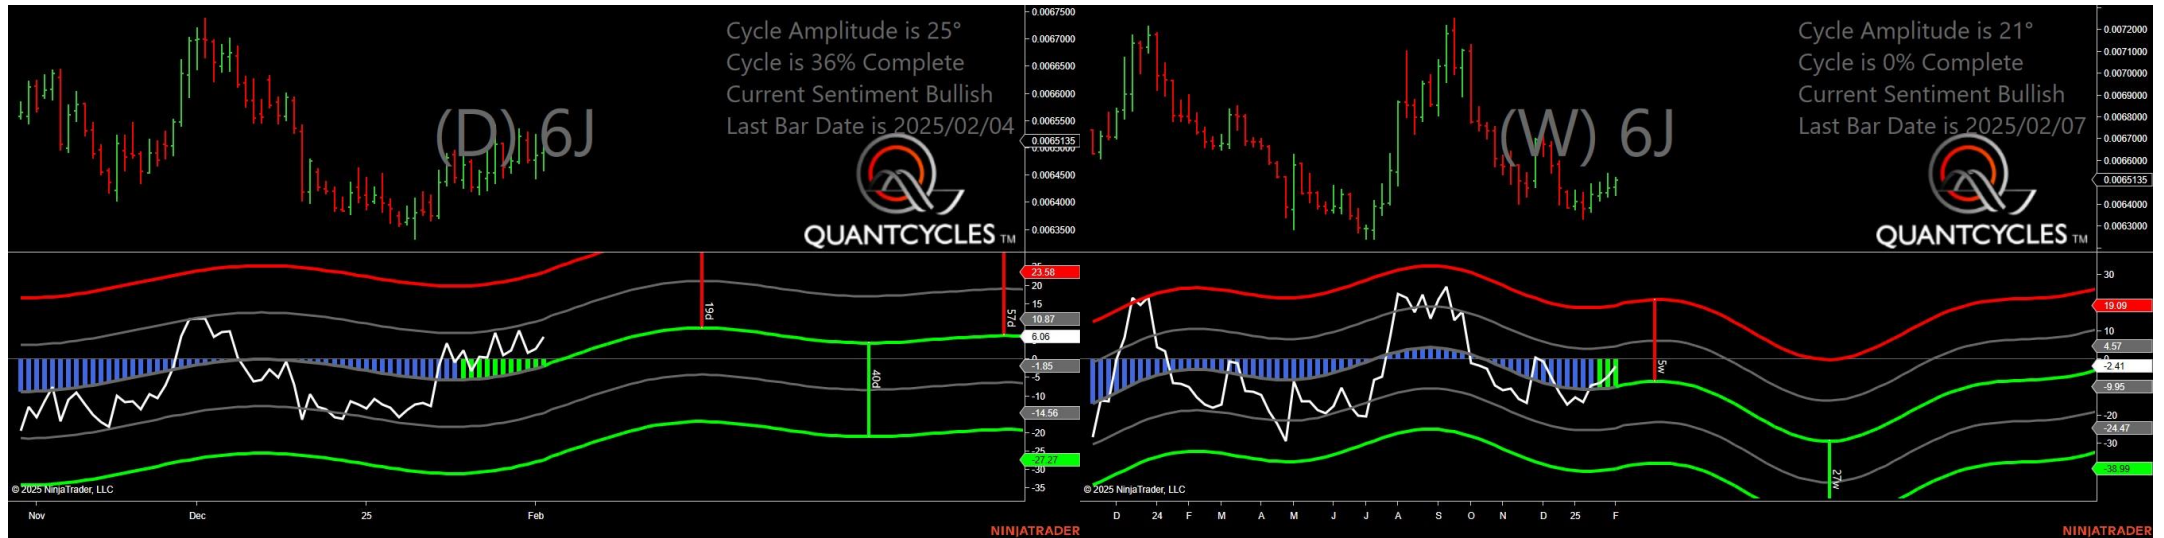 Cycle Amplitude is 25°
Cycle is 36% Complete
Current Sentiment Bullish
Last Bar Date is 2025/02/04
(D) 6J
QUANTCYCLES TM
0.0067500
0.0067000
0.0066500
0.0066000
0.0065500
0.0065135
0.0064500
0.0064000
0.0063500
19d
40d
57d
25
23.58
20
15
10.87
6.06
0
-1.85
-5
-10
-14.56
-20
-25
-27.27
-30
-35
© 2025 NinjaTrader, LLC
Nov
Dec
25
Feb
NINJATRADER
Cycle Amplitude is 21°
Cycle is 0% Complete
Current Sentiment Bullish
Last Bar Date is 2025/02/07
(W) 6J
QUANTCYCLES TM
0.0072000
0.0071000
0.0070000
0.0069000
0.0068000
0.0067000
0.0066000
0.0065135
0.0064000
0.0063000
5w
27w
30
19.09
10
4.57
0
-2.41
-9.95
-20
-24.47
-30
-38.99
© 2025 NinjaTrader, LLC
D
24
F
M
A
M
J
J
A
S
O
N
D
25
F
NINJATRADER